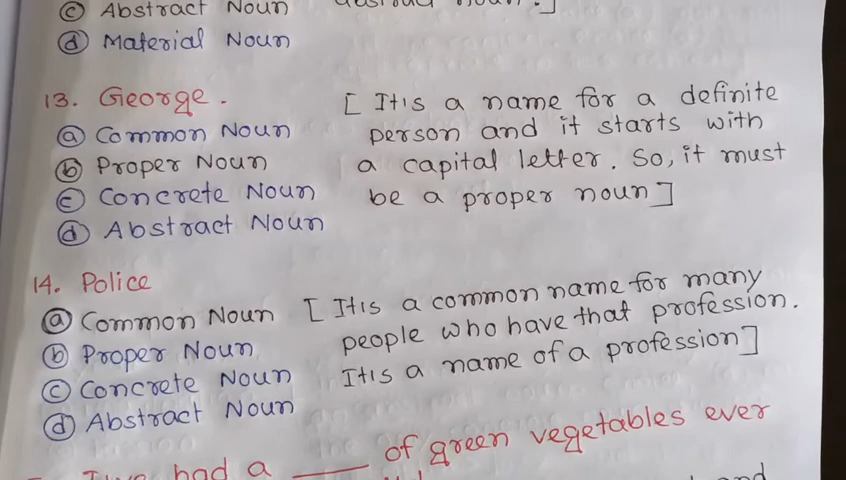 ⓒ Abstract Noun
ⓓ Material Noun
13. George.
ⓐ Common Noun
ⓑ Proper Noun
ⓒ Concrete Noun
ⓓ Abstract Noun
[ It is a name for a definite
person and it starts with
a capital letter. So, it must
be a proper noun]
14. Police
ⓐ Common Noun
ⓑ Proper Noun
ⓒ Concrete Noun
ⓓ Abstract Noun
[ It is a common name for many
people who have that profession.
It is a name of a profession]
had a ____ of green vegetables ever